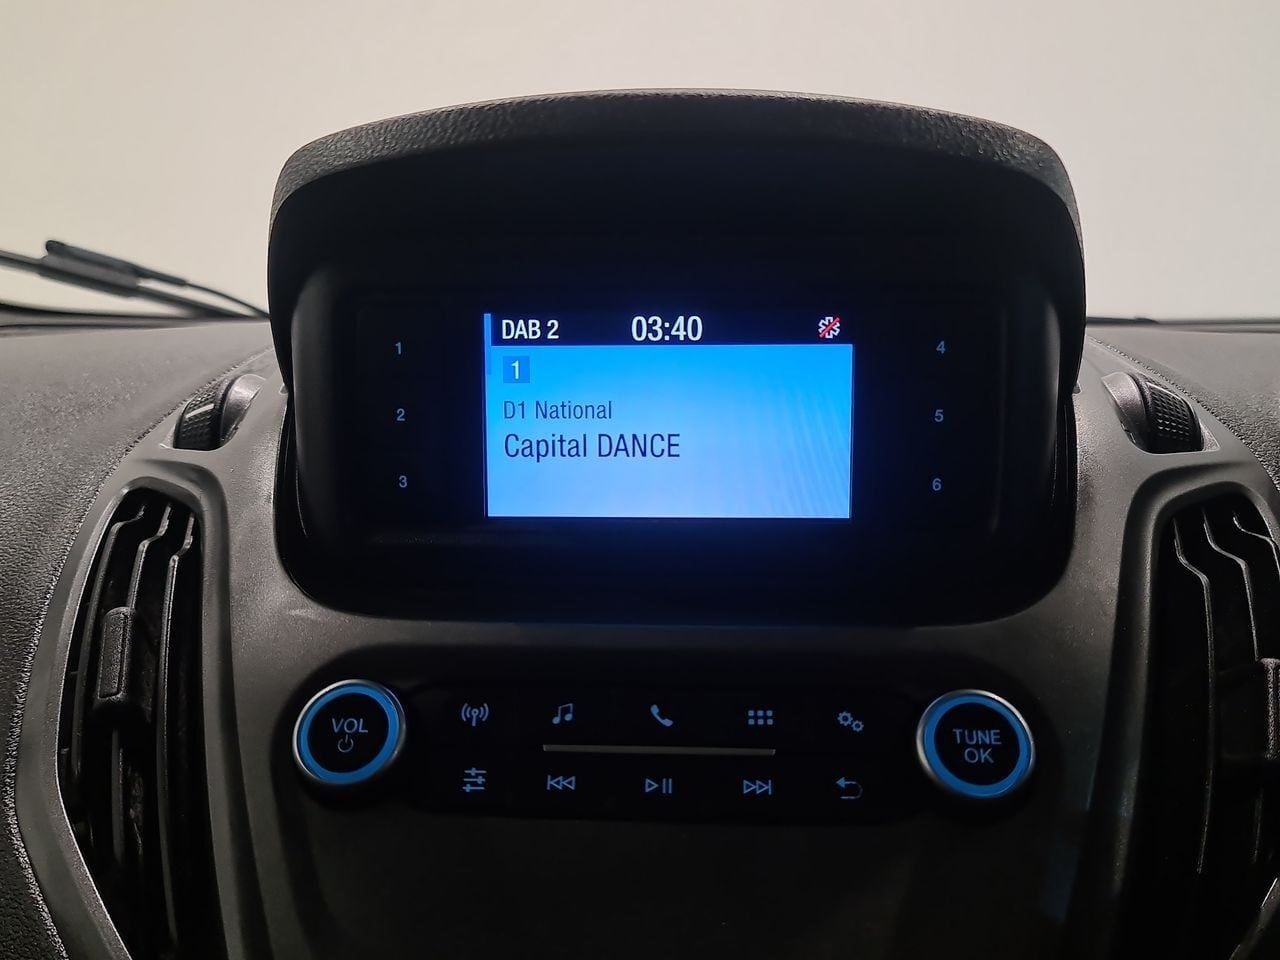 DAB 2 03:40
1
D1 National
Capital DANCE
1
2
3
4
5
6
VOL
TUNE
OK